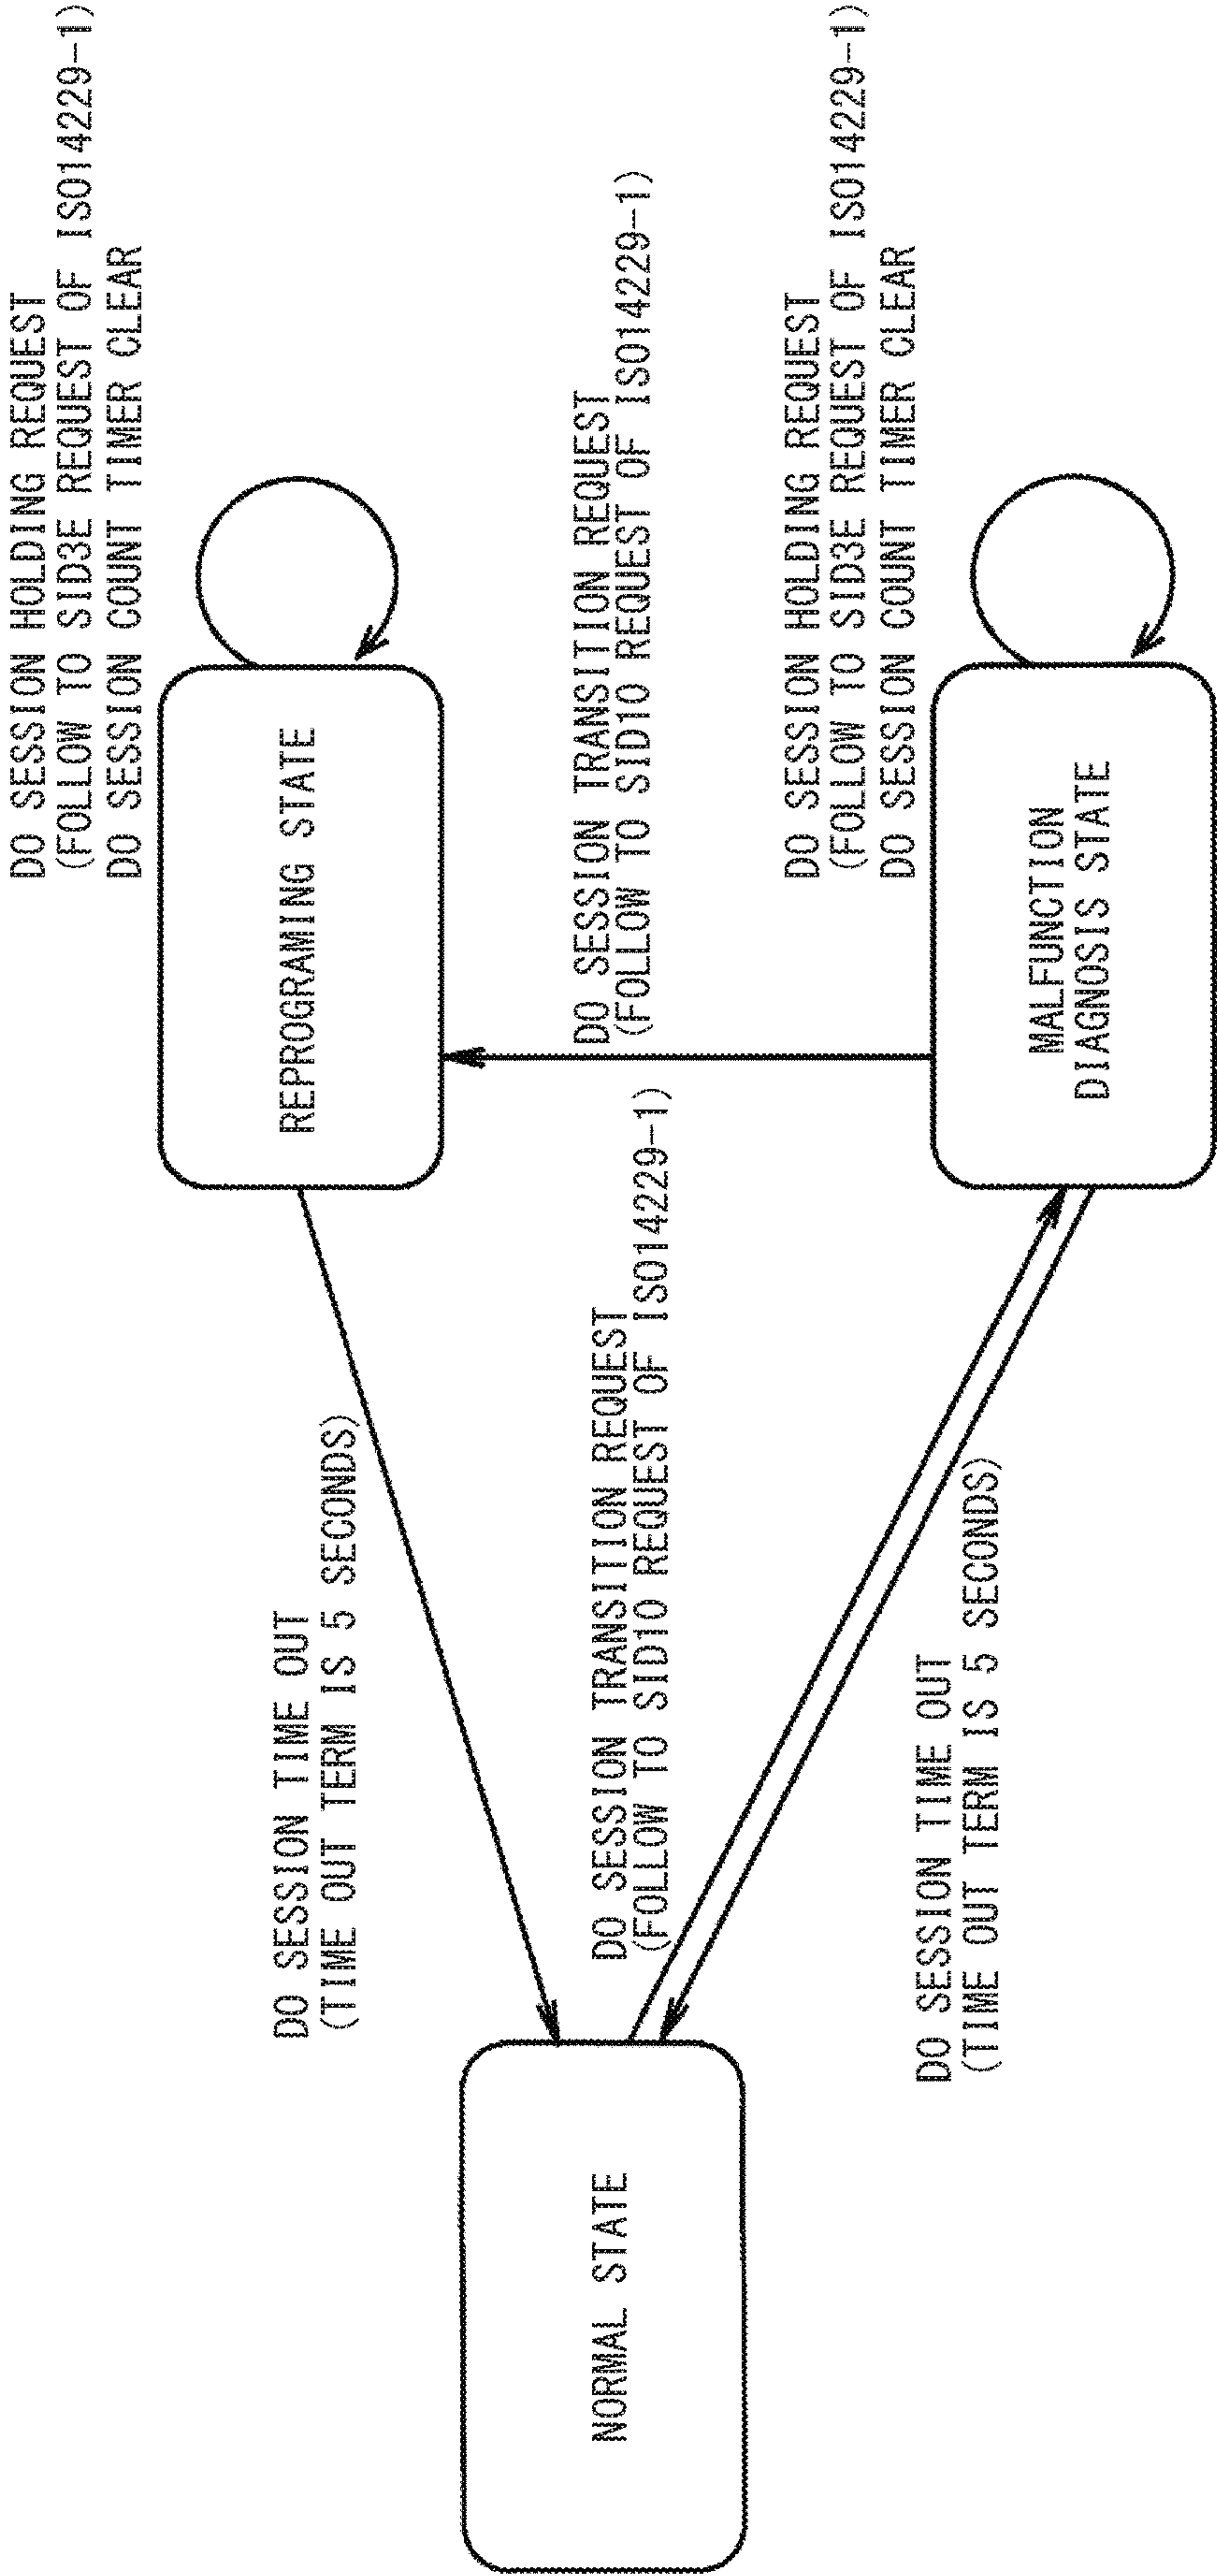 DO SESSION HOLDING REQUEST
(FOLLOW TO SID3E REQUEST OF ISO14229-1)
DO SESSION COUNT TIMER CLEAR
REPROGRAMING STATE
DO SESSION TIME OUT
(TIME OUT TERM IS 5 SECONDS)
DO SESSION TRANSITION REQUEST
(FOLLOW TO SID10 REQUEST OF ISO14229-1)
NORMAL STATE
DO SESSION TRANSITION REQUEST
(FOLLOW TO SID10 REQUEST OF ISO14229-1)
DO SESSION HOLDING REQUEST
(FOLLOW TO SID3E REQUEST OF ISO14229-1)
DO SESSION COUNT TIMER CLEAR
DO SESSION TIME OUT
(TIME OUT TERM IS 5 SECONDS)
MALFUNCTION
DIAGNOSIS STATE